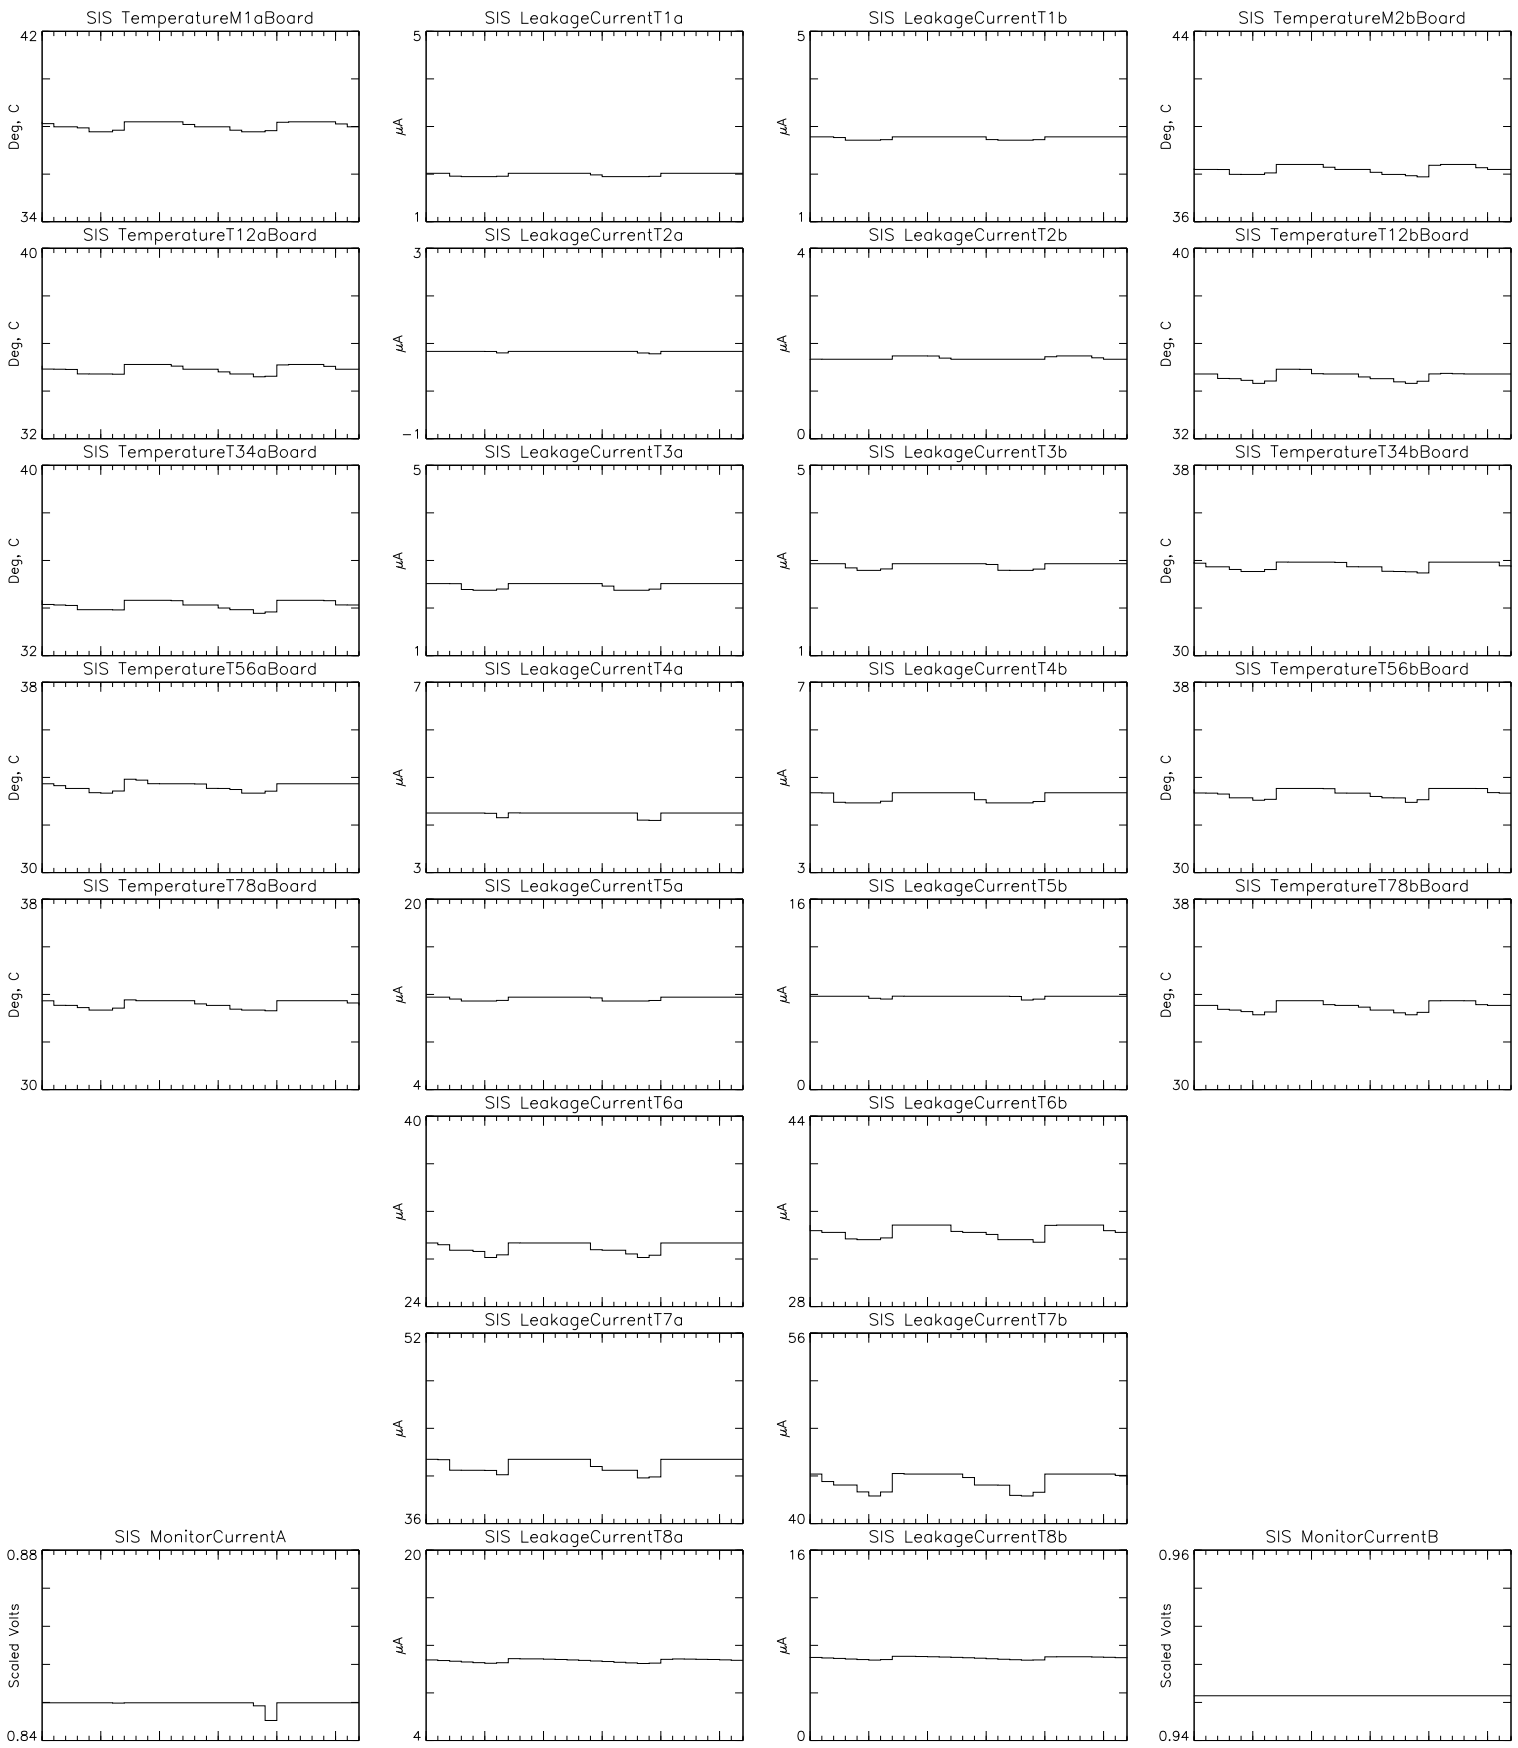 SIS TemperatureM1aBoard
SIS LeakageCurrentT1a
SIS LeakageCurrentT1b
SIS TemperatureM2bBoard
42
34
Deg, C
5
1
μA
5
1
μA
44
36
Deg, C
SIS TemperatureT12aBoard
SIS LeakageCurrentT2a
SIS LeakageCurrentT2b
SIS TemperatureT12bBoard
40
32
Deg, C
3
-1
μA
4
0
μA
40
32
Deg, C
SIS TemperatureT34aBoard
SIS LeakageCurrentT3a
SIS LeakageCurrentT3b
SIS TemperatureT34bBoard
40
32
Deg, C
5
1
μA
5
1
μA
38
30
Deg, C
SIS TemperatureT56aBoard
SIS LeakageCurrentT4a
SIS LeakageCurrentT4b
SIS TemperatureT56bBoard
38
30
Deg, C
7
3
μA
7
3
μA
38
30
Deg, C
SIS TemperatureT78aBoard
SIS LeakageCurrentT5a
SIS LeakageCurrentT5b
SIS TemperatureT78bBoard
38
30
Deg, C
20
4
μA
16
0
μA
38
30
Deg, C
SIS LeakageCurrentT6a
SIS LeakageCurrentT6b
40
24
μA
44
28
μA
SIS LeakageCurrentT7a
SIS LeakageCurrentT7b
52
36
μA
56
40
μA
SIS MonitorCurrentA
SIS LeakageCurrentT8a
SIS LeakageCurrentT8b
SIS MonitorCurrentB
0.88
0.84
Scaled Volts
20
4
μA
16
0
μA
0.96
0.94
Scaled Volts